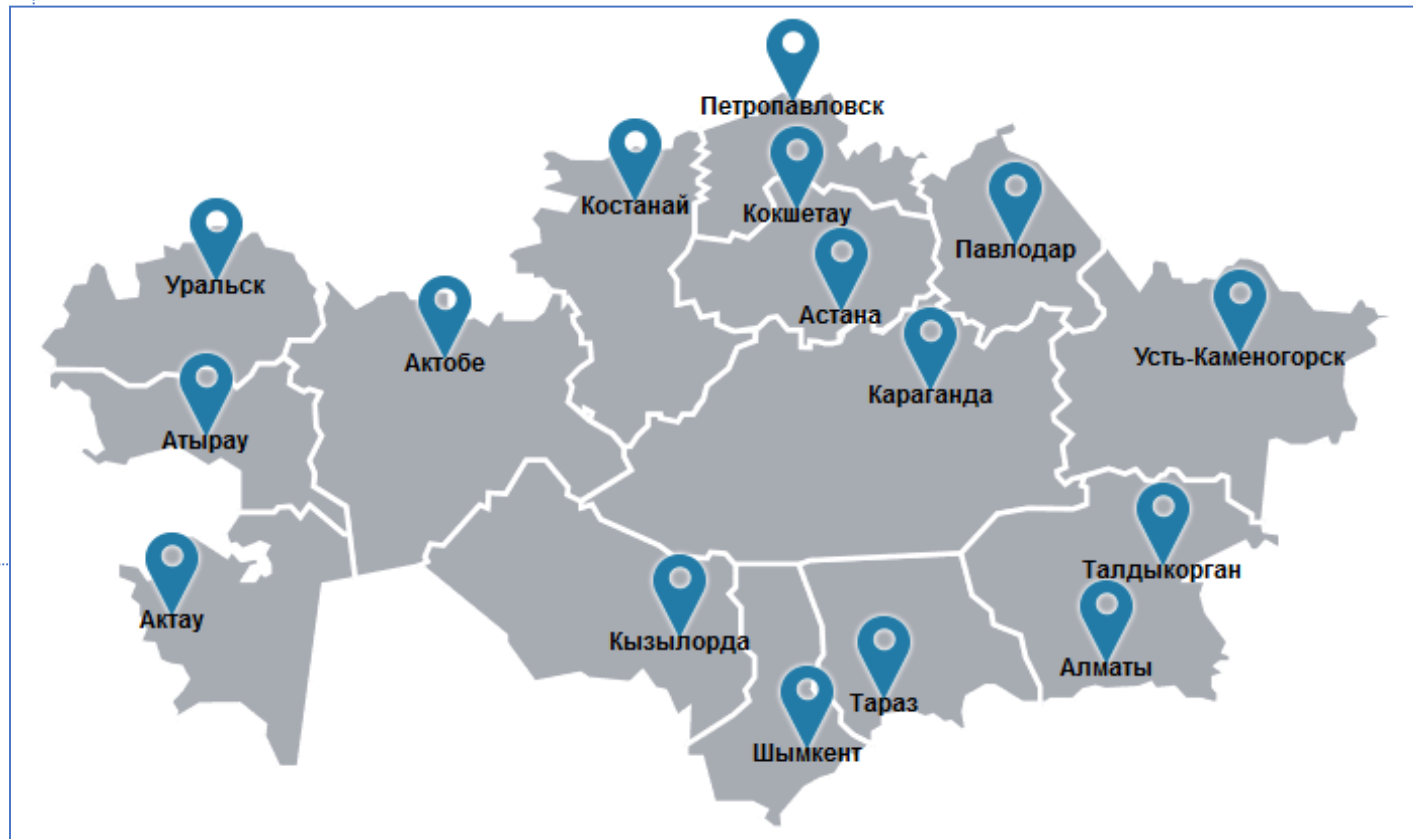 Петропавловск
Костанай
Кокшетау
Павлодар
Уральск
Астана
Актобе
Усть-Каменогорск
Караганда
Атырау
Талдыкорган
Актау
Кызылорда
Алматы
Тараз
Шымкент